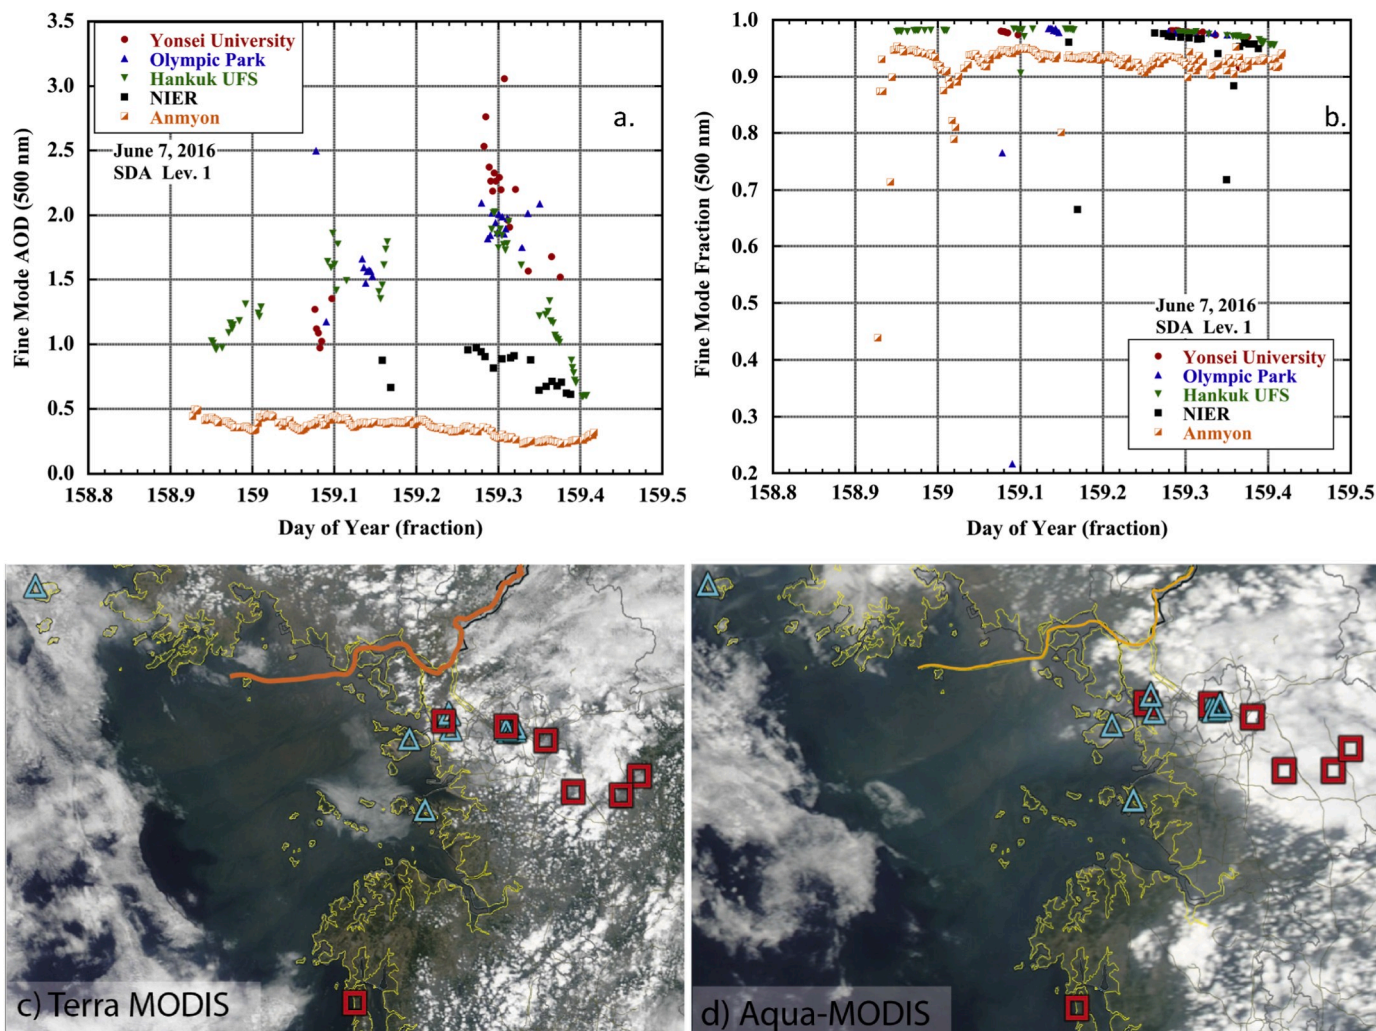 3.5
3.0
2.5
2.0
1.5
1.0
0.5
0.0
Fine Mode AOD (500 nm)
Yonsei University
Olympic Park
Hankuk UFS
NIER
Anmyon
June 7, 2016
SDA Lev. 1
a.
158.8 158.9 159 159.1 159.2 159.3 159.4 159.5
Day of Year (fraction)
1.0
0.9
0.8
0.7
0.6
0.5
0.4
0.3
0.2
Fine Mode Fraction (500 nm)
b.
June 7, 2016
SDA Lev. 1
Yonsei University
Olympic Park
Hankuk UFS
NIER
Anmyon
158.8 158.9 159 159.1 159.2 159.3 159.4 159.5
Day of Year (fraction)
c) Terra MODIS
d) Aqua-MODIS